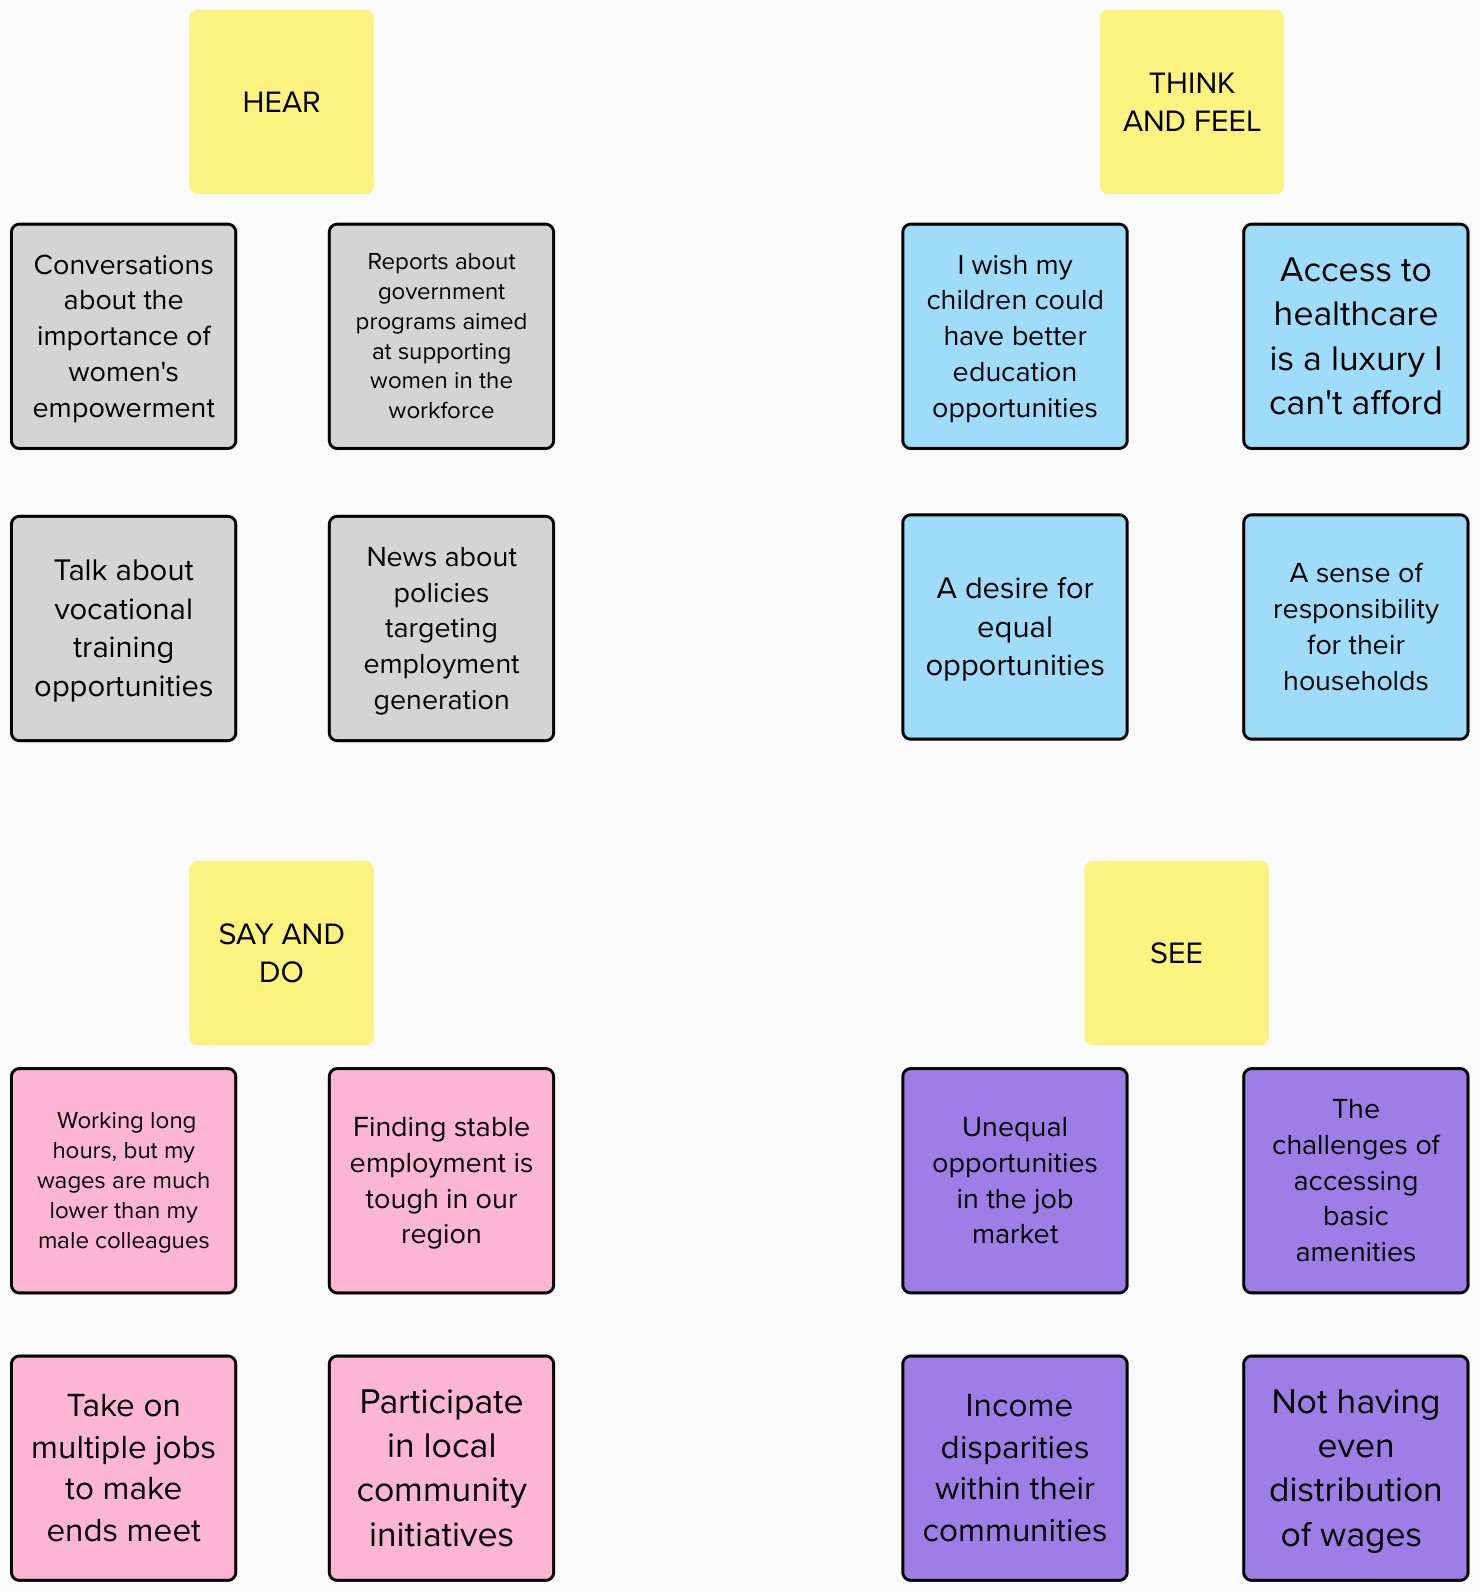 HEAR
Conversations
about the
importance of
women's
empowerment
Reports about
government
programs aimed
at supporting
women in the
workforce
Talk about
vocational
training
opportunities
News about
policies
targeting
employment
generation
THINK
AND FEEL
I wish my
children could
have better
education
opportunities
Access to
healthcare
is a luxury I
can't afford
A desire for
equal
opportunities
A sense of
responsibility
for their
households
SAY AND
DO
Working long
hours, but my
wages are much
lower than my
male colleagues
Finding stable
employment is
tough in our
region
Take on
multiple jobs
to make
ends meet
Participate
in local
community
initiatives
SEE
Unequal
opportunities
in the job
market
The
challenges of
accessing
basic
amenities
Income
disparities
within their
communities
Not having
even
distribution
of wages